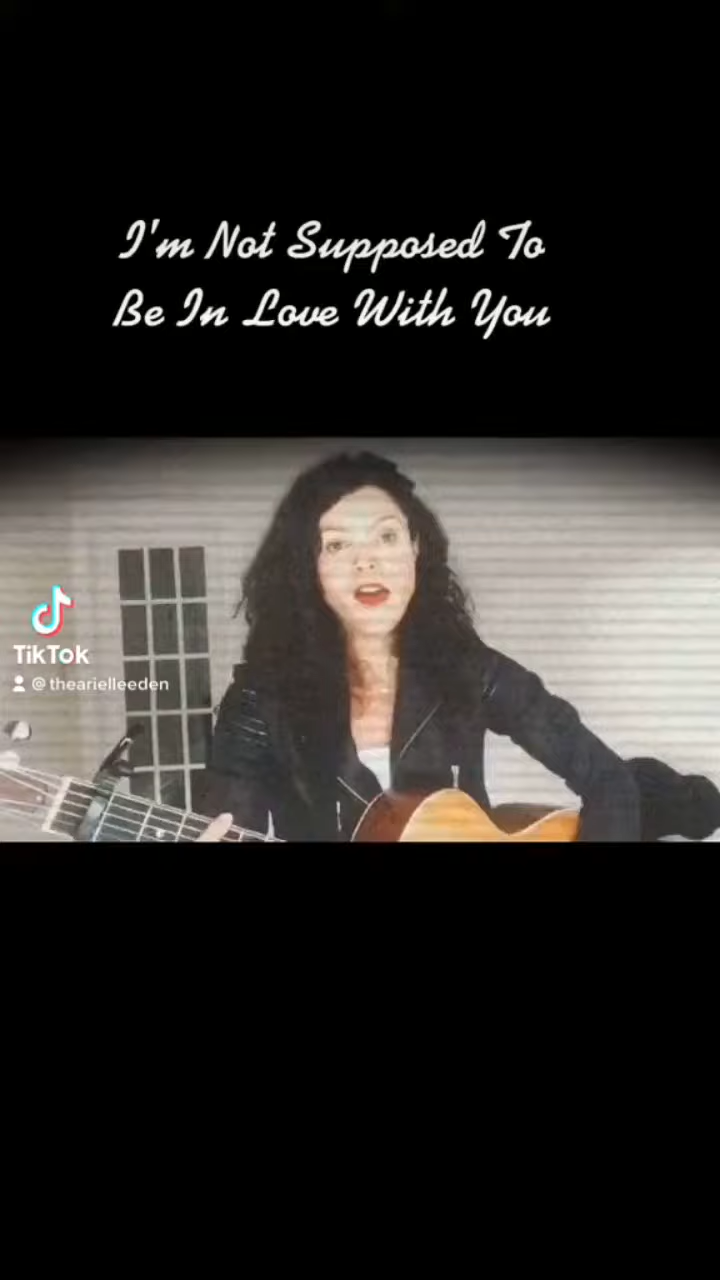 I'm Not Supposed To
Be In Love With You
TikTok
@thearielleeden